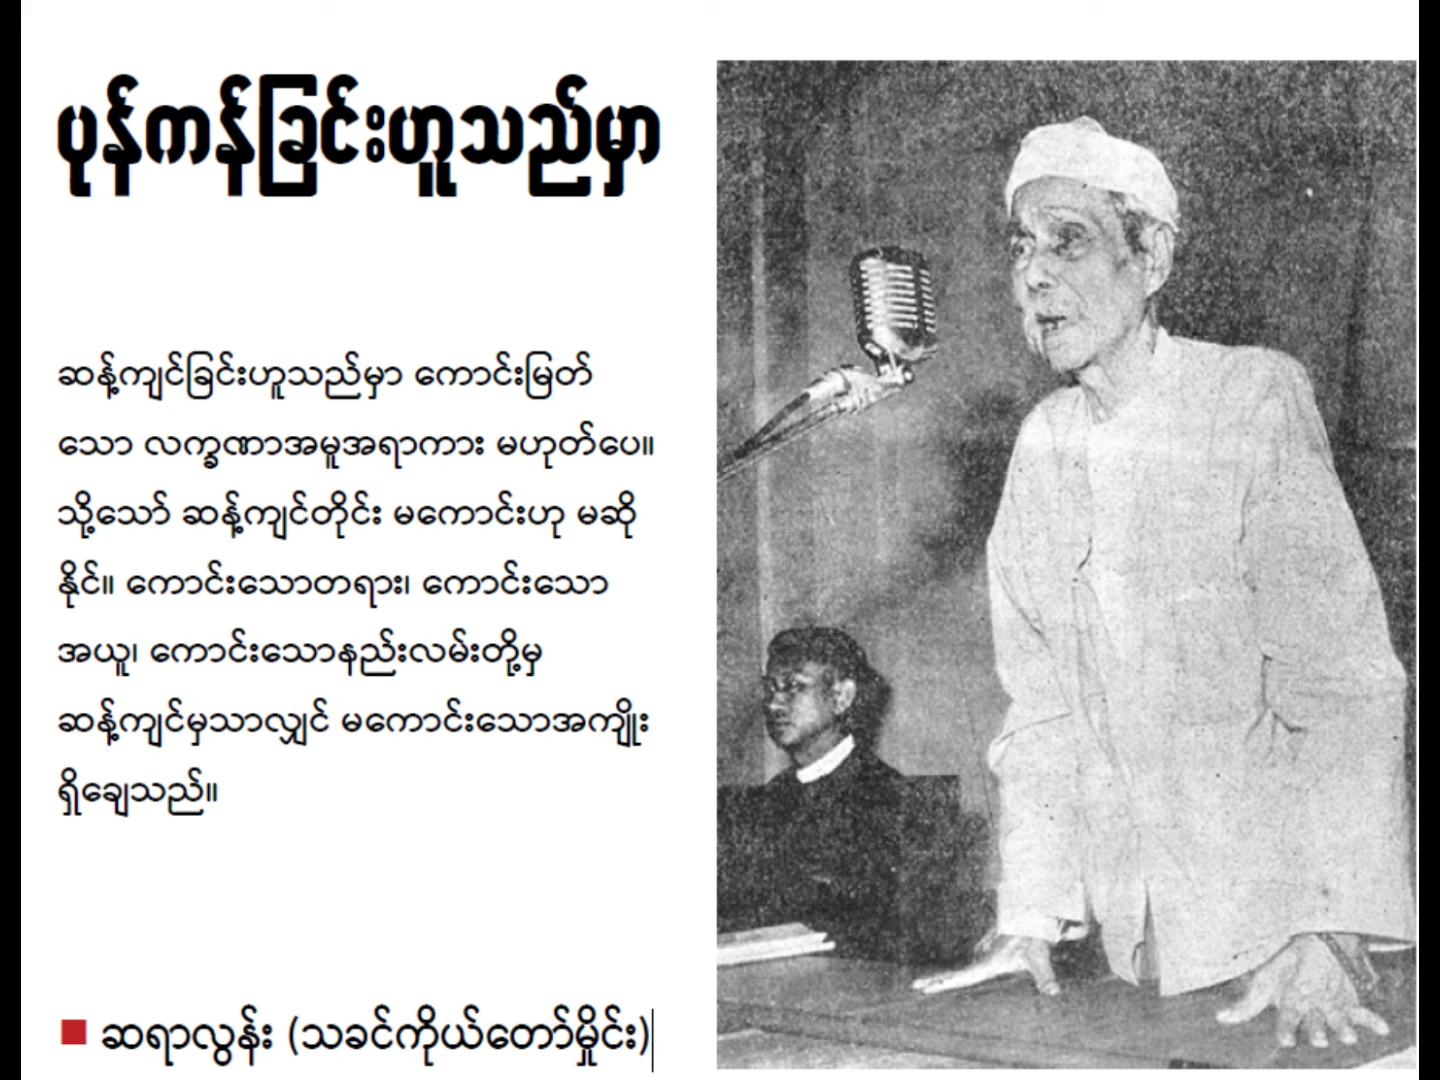 ပုန်ကန်ခြင်းဟူသည်မှာ
ဆန့်ကျင်ခြင်းဟူသည်မှာ ကောင်းမြတ်
သော လက္ခဏာအမူအရာကား မဟုတ်ပေ။
သို့သော် ဆန့်ကျင်တိုင်း မကောင်းဟု မဆို
နိုင်။ ကောင်းသောတရား၊ ကောင်းသော
အယူ၊ ကောင်းသောနည်းလမ်းတို့မှ
ဆန့်ကျင်မှသာလျှင် မကောင်းသောအကျိုး
ရှိချေသည်။
ဆရာလွန်း (သခင်ကိုယ်တော်မှိုင်း)